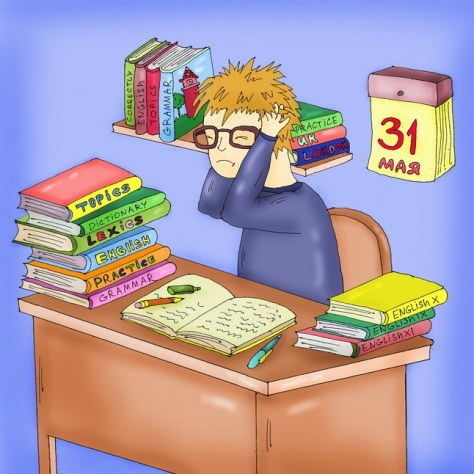 CORRECTLY
ENGLISH
TOPICS
GRAMMAR
PRACTICE
UK
LONDON
31
МАЯ
TOPICS
DICTIONARY
LEXICS
ENGLISH
PRACTICE
GRAMMAR
ENGLISH X
ENGLISH IX
ENGLISH XI